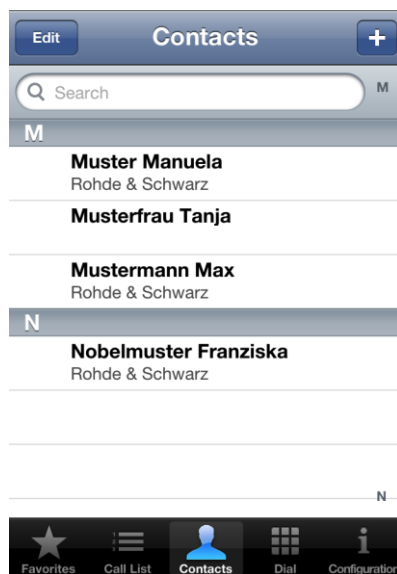 Edit
Contacts
+
Search
M
M
Muster Manuela
Rohde & Schwarz
Musterfrau Tanja
Mustermann Max
Rohde & Schwarz
N
Nobelmuster Franziska
Rohde & Schwarz
N
Favorites
Call List
Contacts
Dial
Configuration